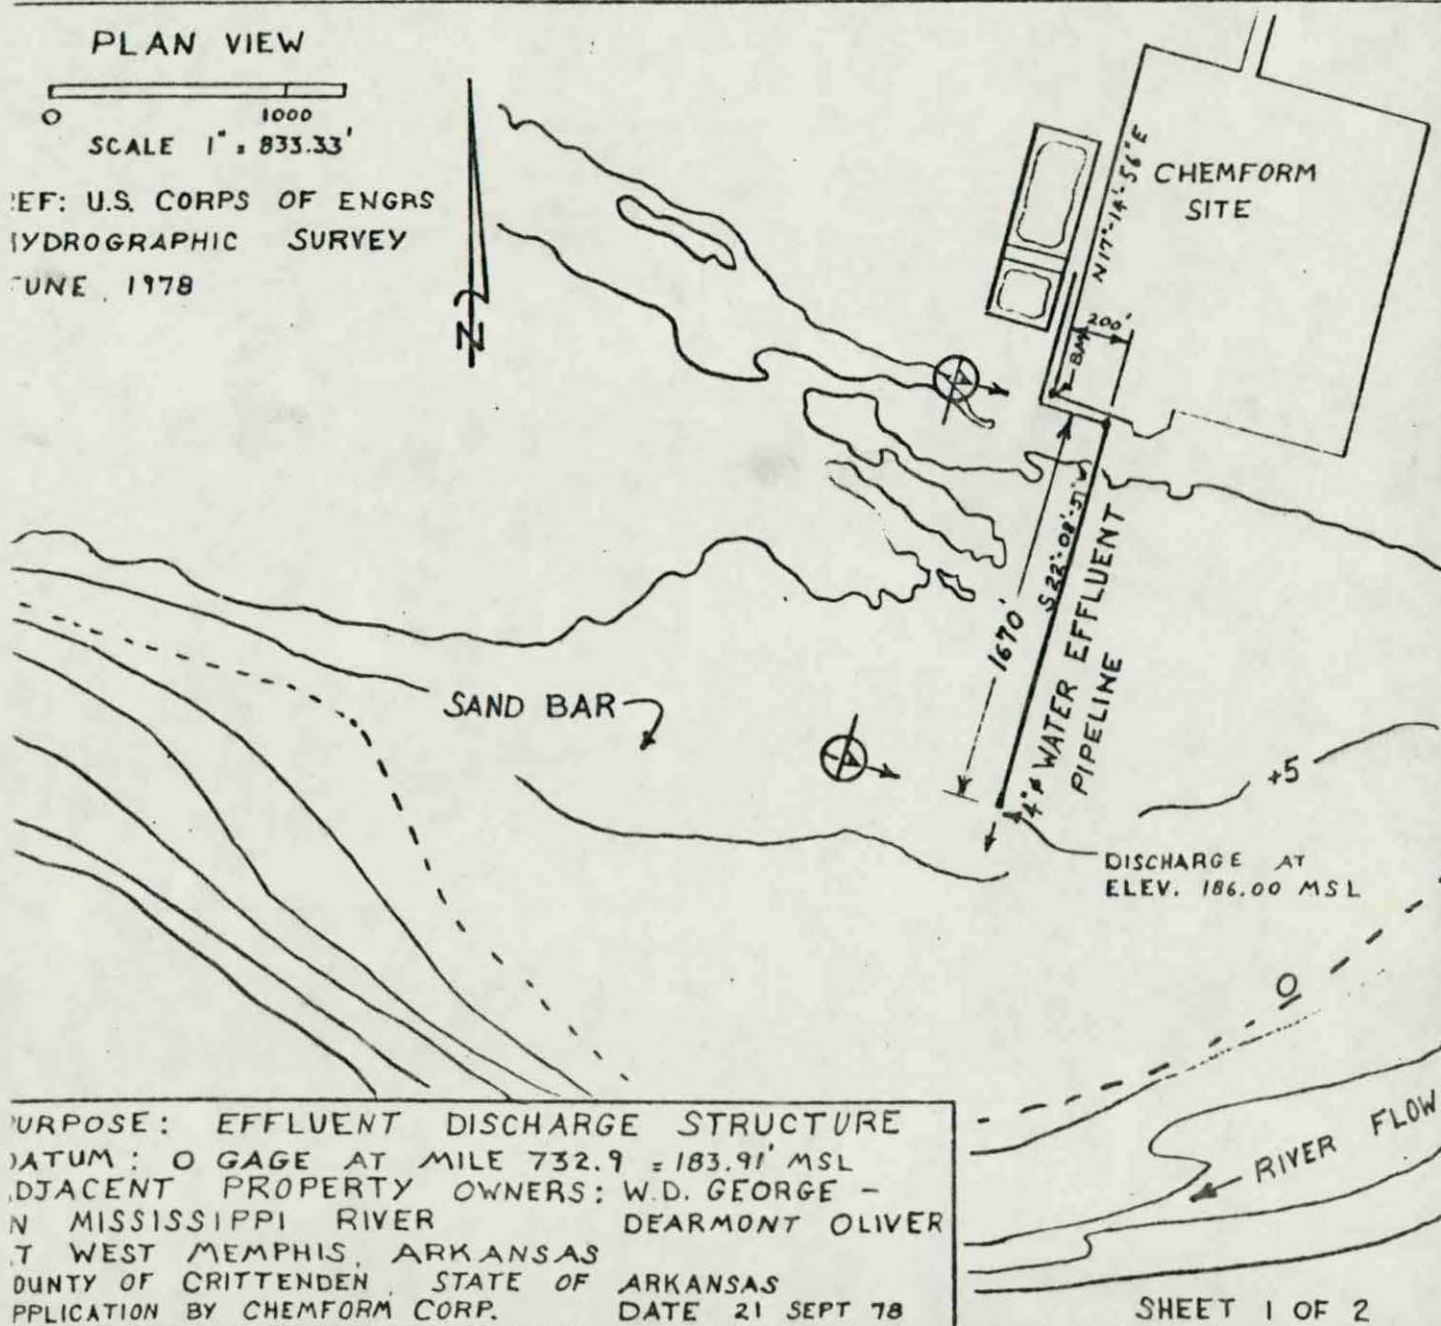 PLAN VIEW
0 1000
SCALE 1" = 833.33'
EF: U.S. CORPS OF ENGRS
YDROGRAPHIC SURVEY
UNE, 1978
N
CHEMFORM
SITE
N17°-14'-56"E
200'
BM
A
1670'
14"ø WATER EFFLUENT
PIPELINE
SAND BAR
A
+5
DISCHARGE AT
ELEV. 186.00 MSL
0
RIVER FLOW
URPOSE: EFFLUENT DISCHARGE STRUCTURE
ATUM: 0 GAGE AT MILE 732.9 = 183.91' MSL
DJACENT PROPERTY OWNERS: W.D. GEORGE -
N MISSISSIPPI RIVER DEARMONT OLIVER
T WEST MEMPHIS, ARKANSAS
OUNTY OF CRITTENDEN, STATE OF ARKANSAS
PPLICATION BY CHEMFORM CORP. DATE 21 SEPT 78
SHEET 1 OF 2